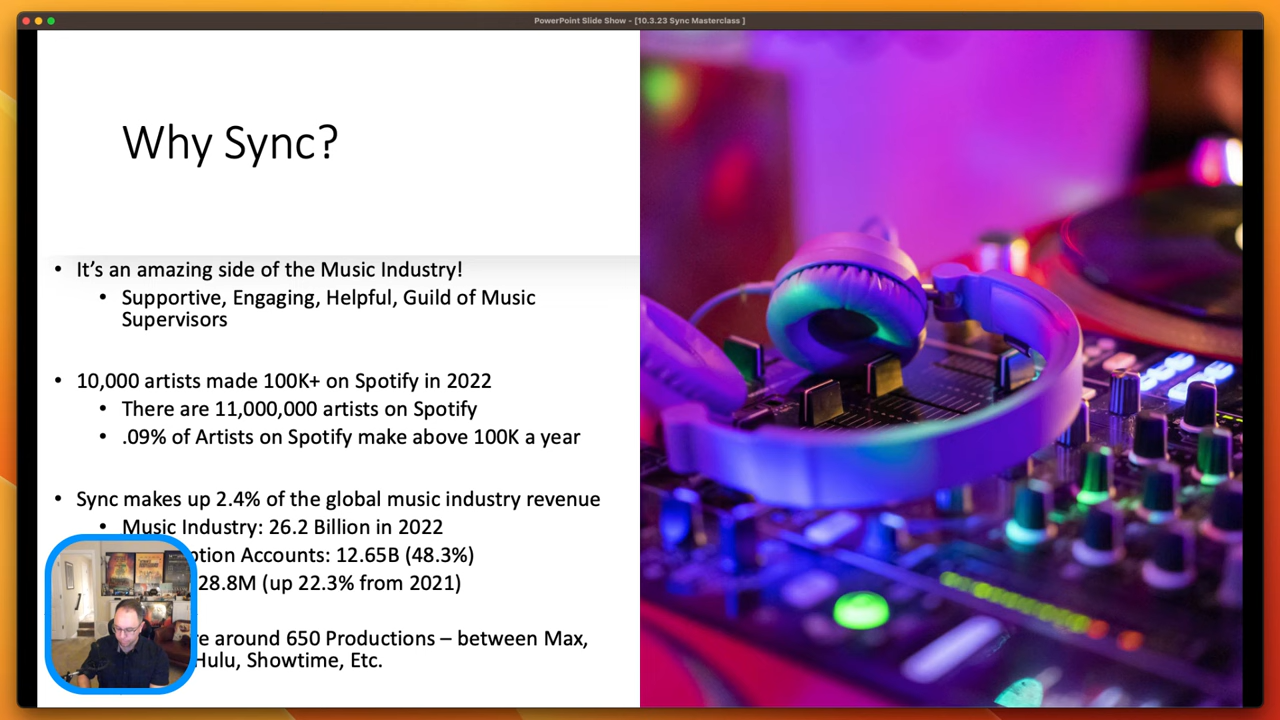 PowerPoint Slide Show - [10.3.23 Sync Masterclass ]
Why Sync?
• It’s an amazing side of the Music Industry!
• Supportive, Engaging, Helpful, Guild of Music
Supervisors
• 10,000 artists made 100K+ on Spotify in 2022
• There are 11,000,000 artists on Spotify
• .09% of Artists on Spotify make above 100K a year
• Sync makes up 2.4% of the global music industry revenue
• Music Industry: 26.2 Billion in 2022
Accounts: 12.65B (48.3%)
28.8M (up 22.3% from 2021)
around 650 Productions – between Max,
Hulu, Showtime, Etc.